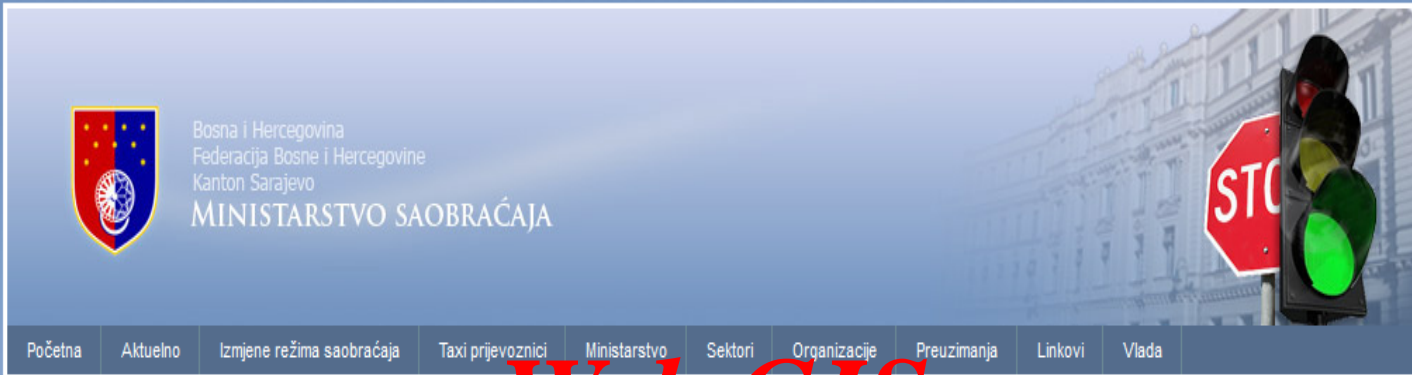 Bosna i Hercegovina
Federacija Bosne i Hercegovine
Kanton Sarajevo
MINISTARSTVO SAOBRAĆAJA
STO
Početna Aktuelno Izmjene režima saobraćaja Taxi prijevoznici Ministarstvo Sektori Organizacije Preuzimanja Linkovi Vlada